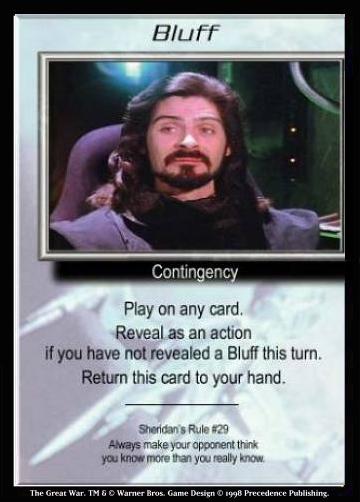 Bluff
Contingency
Play on any card.
Reveal as an action
if you have not revealed a Bluff this turn.
Return this card to your hand.
Sheridan's Rule #29
Always make your opponent think
you know more than you really know.
The Great War. TM & © Warner Bros. Game Design © 1998 Precedence Publishing.